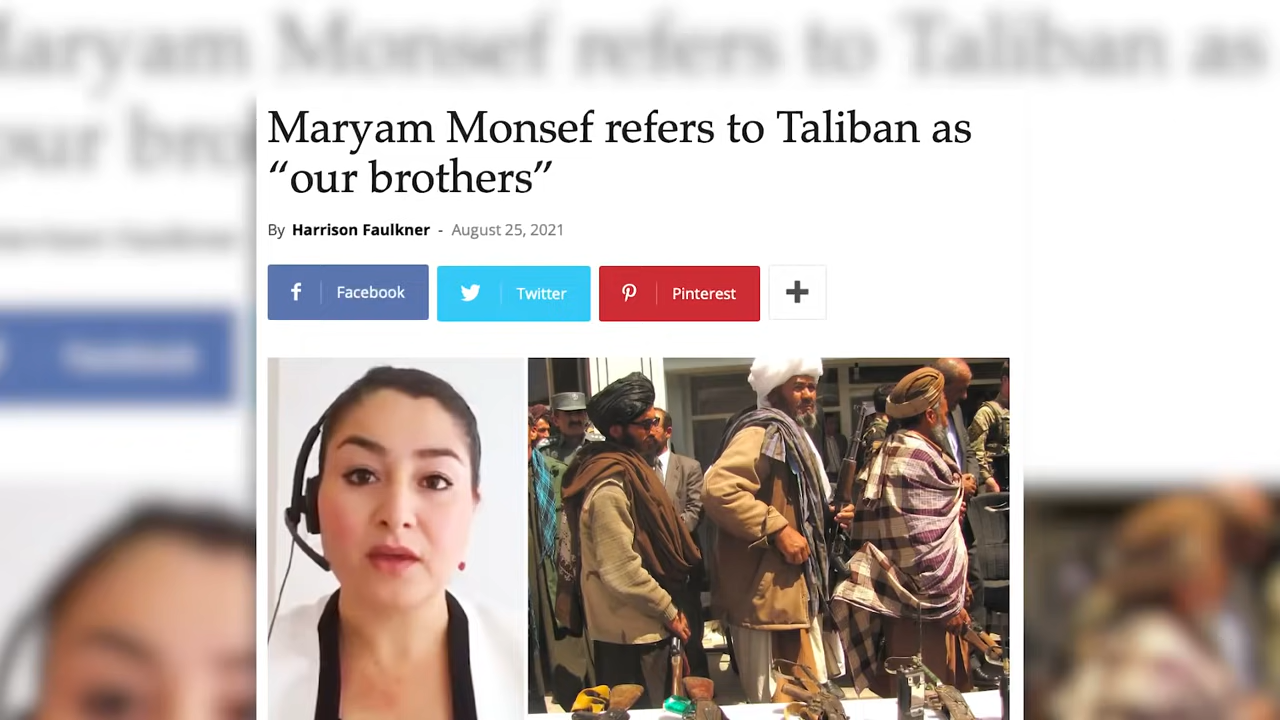 Maryam Monsef refers to Taliban as
“our brothers”
By Harrison Faulkner - August 25, 2021
Facebook
Twitter
Pinterest